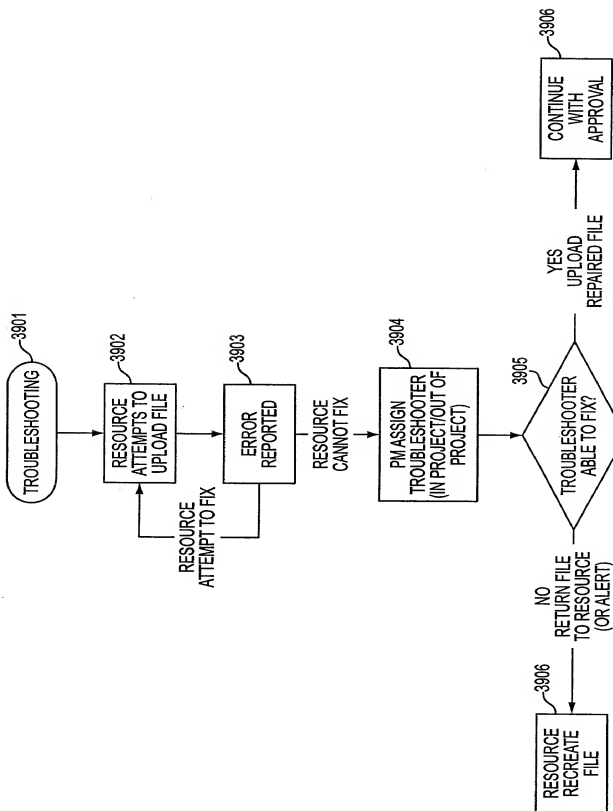 3901
TROUBLESHOOTING
3902
RESOURCE
ATTEMPTS TO
UPLOAD FILE
3903
ERROR
REPORTED
RESOURCE
ATTEMPT TO FIX
RESOURCE
CANNOT FIX
3904
PM ASSIGN
TROUBLESHOOTER
(IN PROJECT/OUT OF
PROJECT)
3905
TROUBLESHOOTER
ABLE TO FIX?
NO
RETURN FILE
TO RESOURCE
(OR ALERT)
3906
RESOURCE
RECREATE
FILE
YES
UPLOAD
REPAIRED FILE
3906
CONTINUE
WITH
APPROVAL